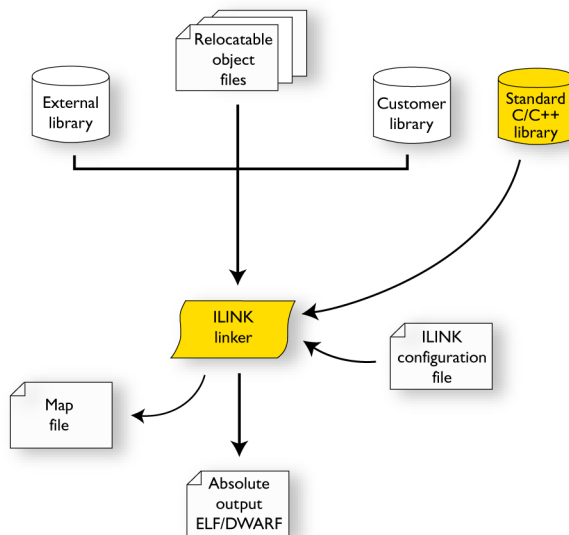 Relocatable
object
files
External
library
Customer
library
Standard
C/C++
library
ILINK
linker
ILINK
configuration
file
Map
file
Absolute
output
ELF/DWARF